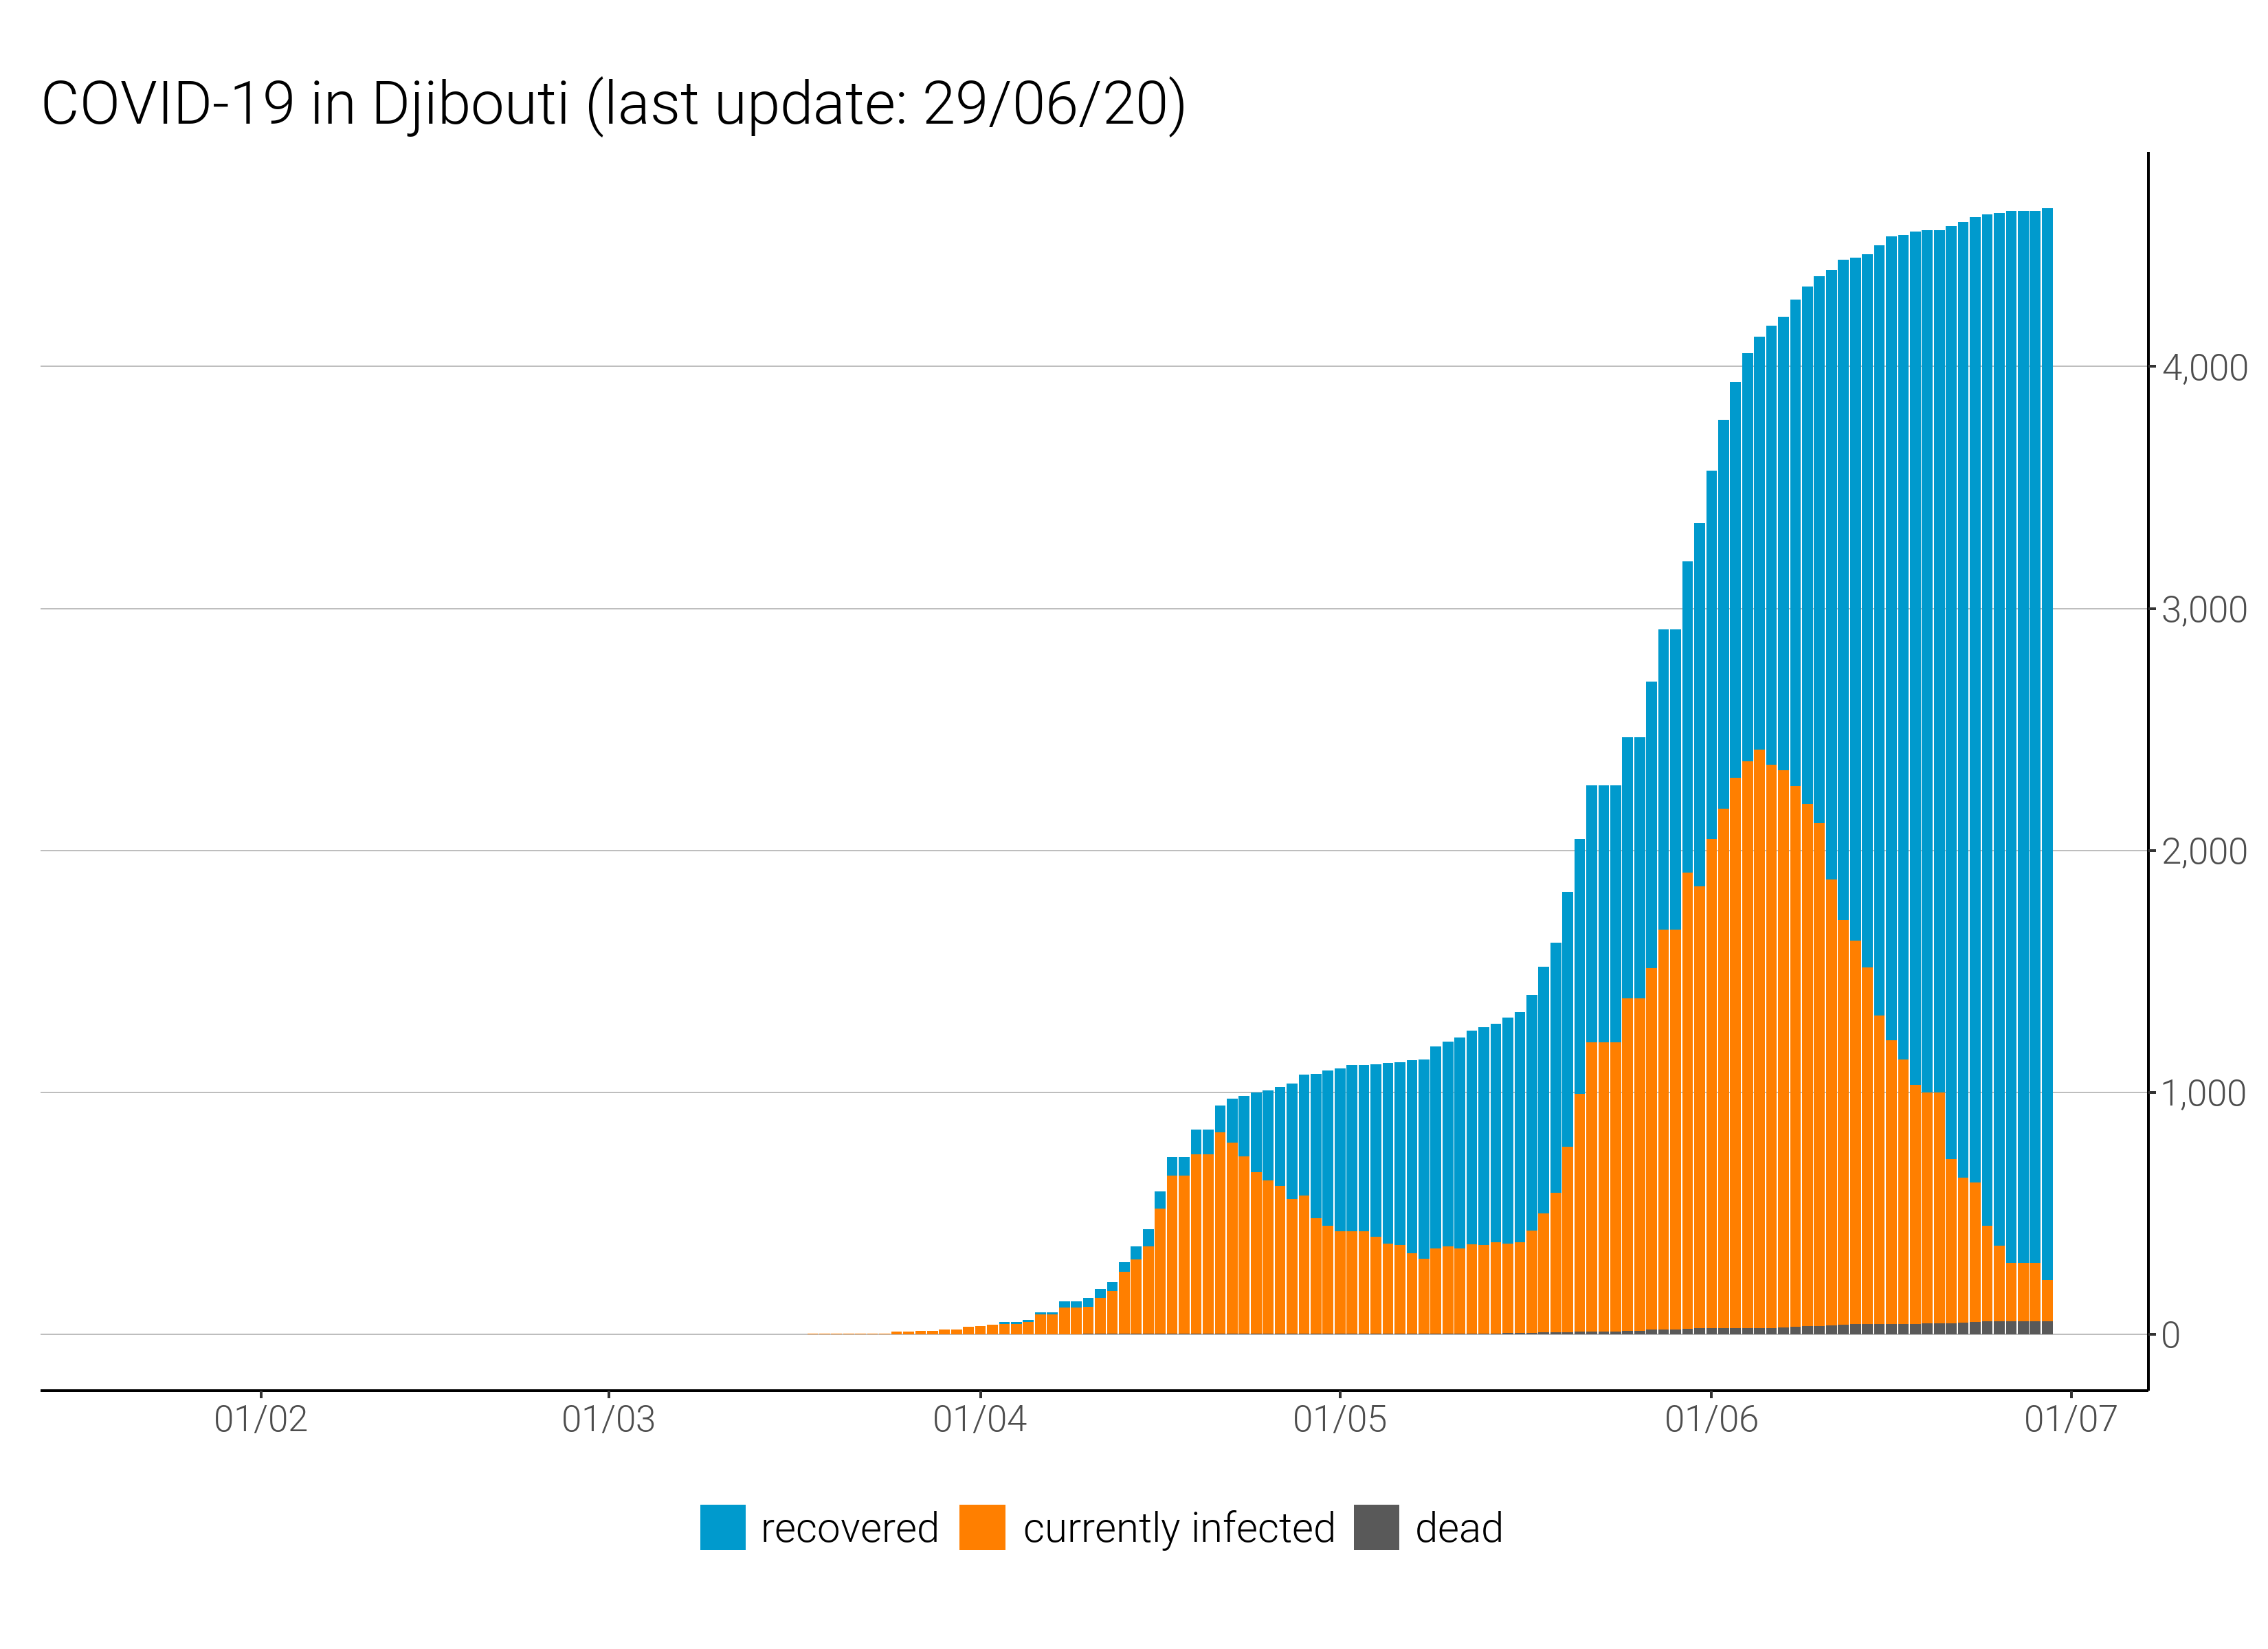 COVID-19 in Djibouti (last update: 29/06/20)
4,000
3,000
2,000
1,000
0
01/02 01/03 01/04 01/05 01/06 01/07
recovered currently infected dead